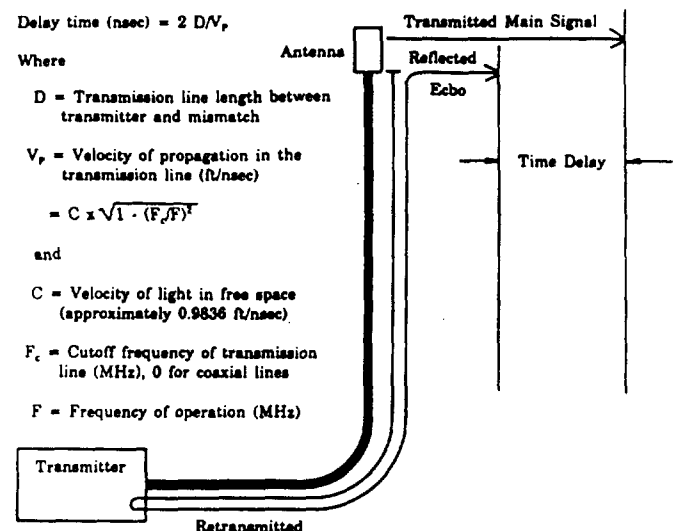 Delay time (nsec) = 2 D/Vₚ
Where
D = Transmission line length between
transmitter and mismatch
Vₚ = Velocity of propagation in the
transmission line (ft/nsec)
= C x √1 - (F꜀/F)²
and
C = Velocity of light in free space
(approximately 0.9836 ft/nsec)
F꜀ = Cutoff frequency of transmission
line (MHz), 0 for coaxial lines
F = Frequency of operation (MHz)
Transmitted Main Signal
Antenna
Reflected
Echo
Time Delay
Transmitter
Retransmitted